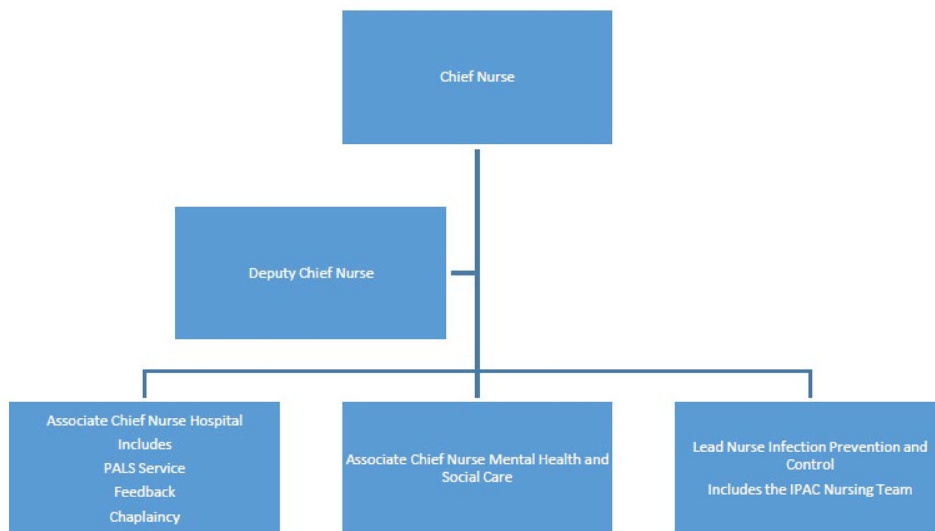 Chief Nurse
Deputy Chief Nurse
Associate Chief Nurse Hospital
Includes
PALS Service
Feedback
Chaplaincy
Associate Chief Nurse Mental Health and
Social Care
Lead Nurse Infection Prevention and
Control
Includes the IPAC Nursing Team